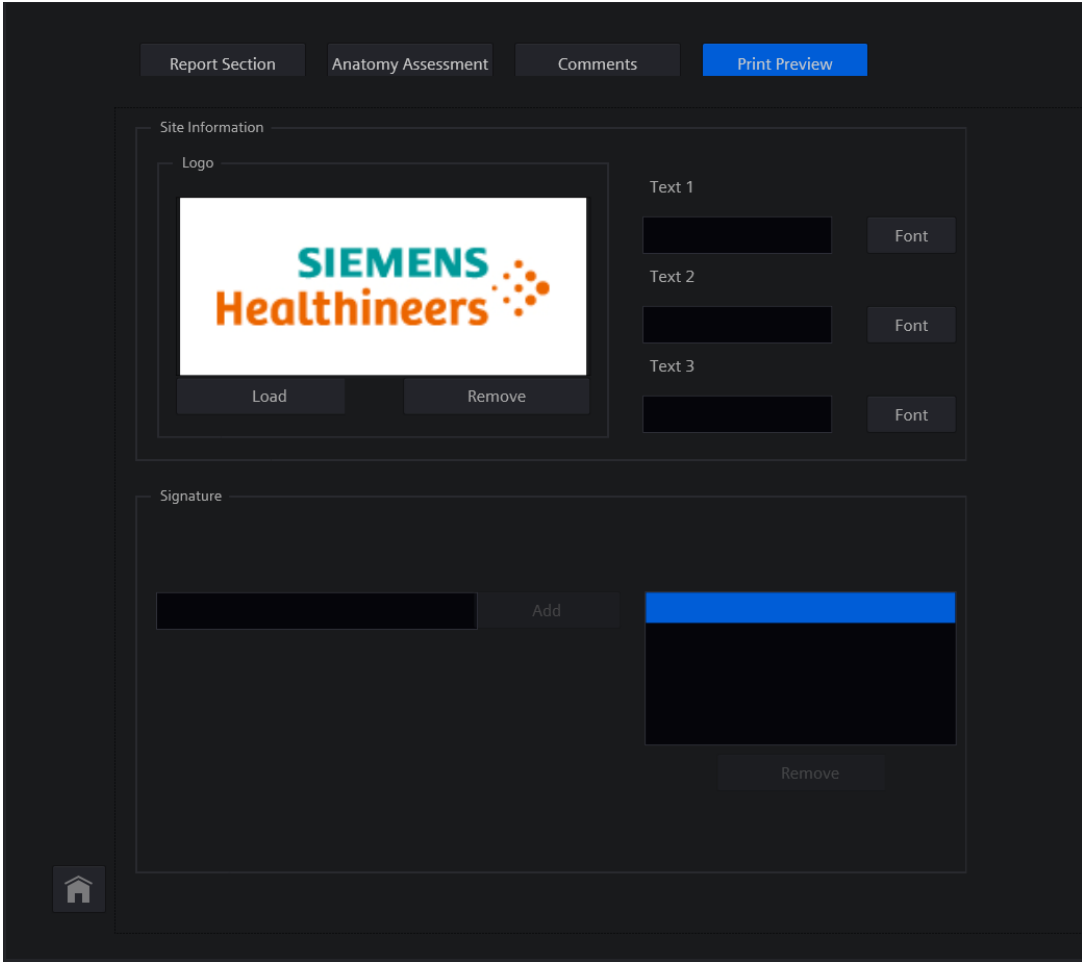 Report Section
Anatomy Assessment
Comments
Print Preview
Site Information
Logo
SIEMENS
Healthineers
Load
Remove
Text 1
Font
Text 2
Font
Text 3
Font
Signature
Add
Remove